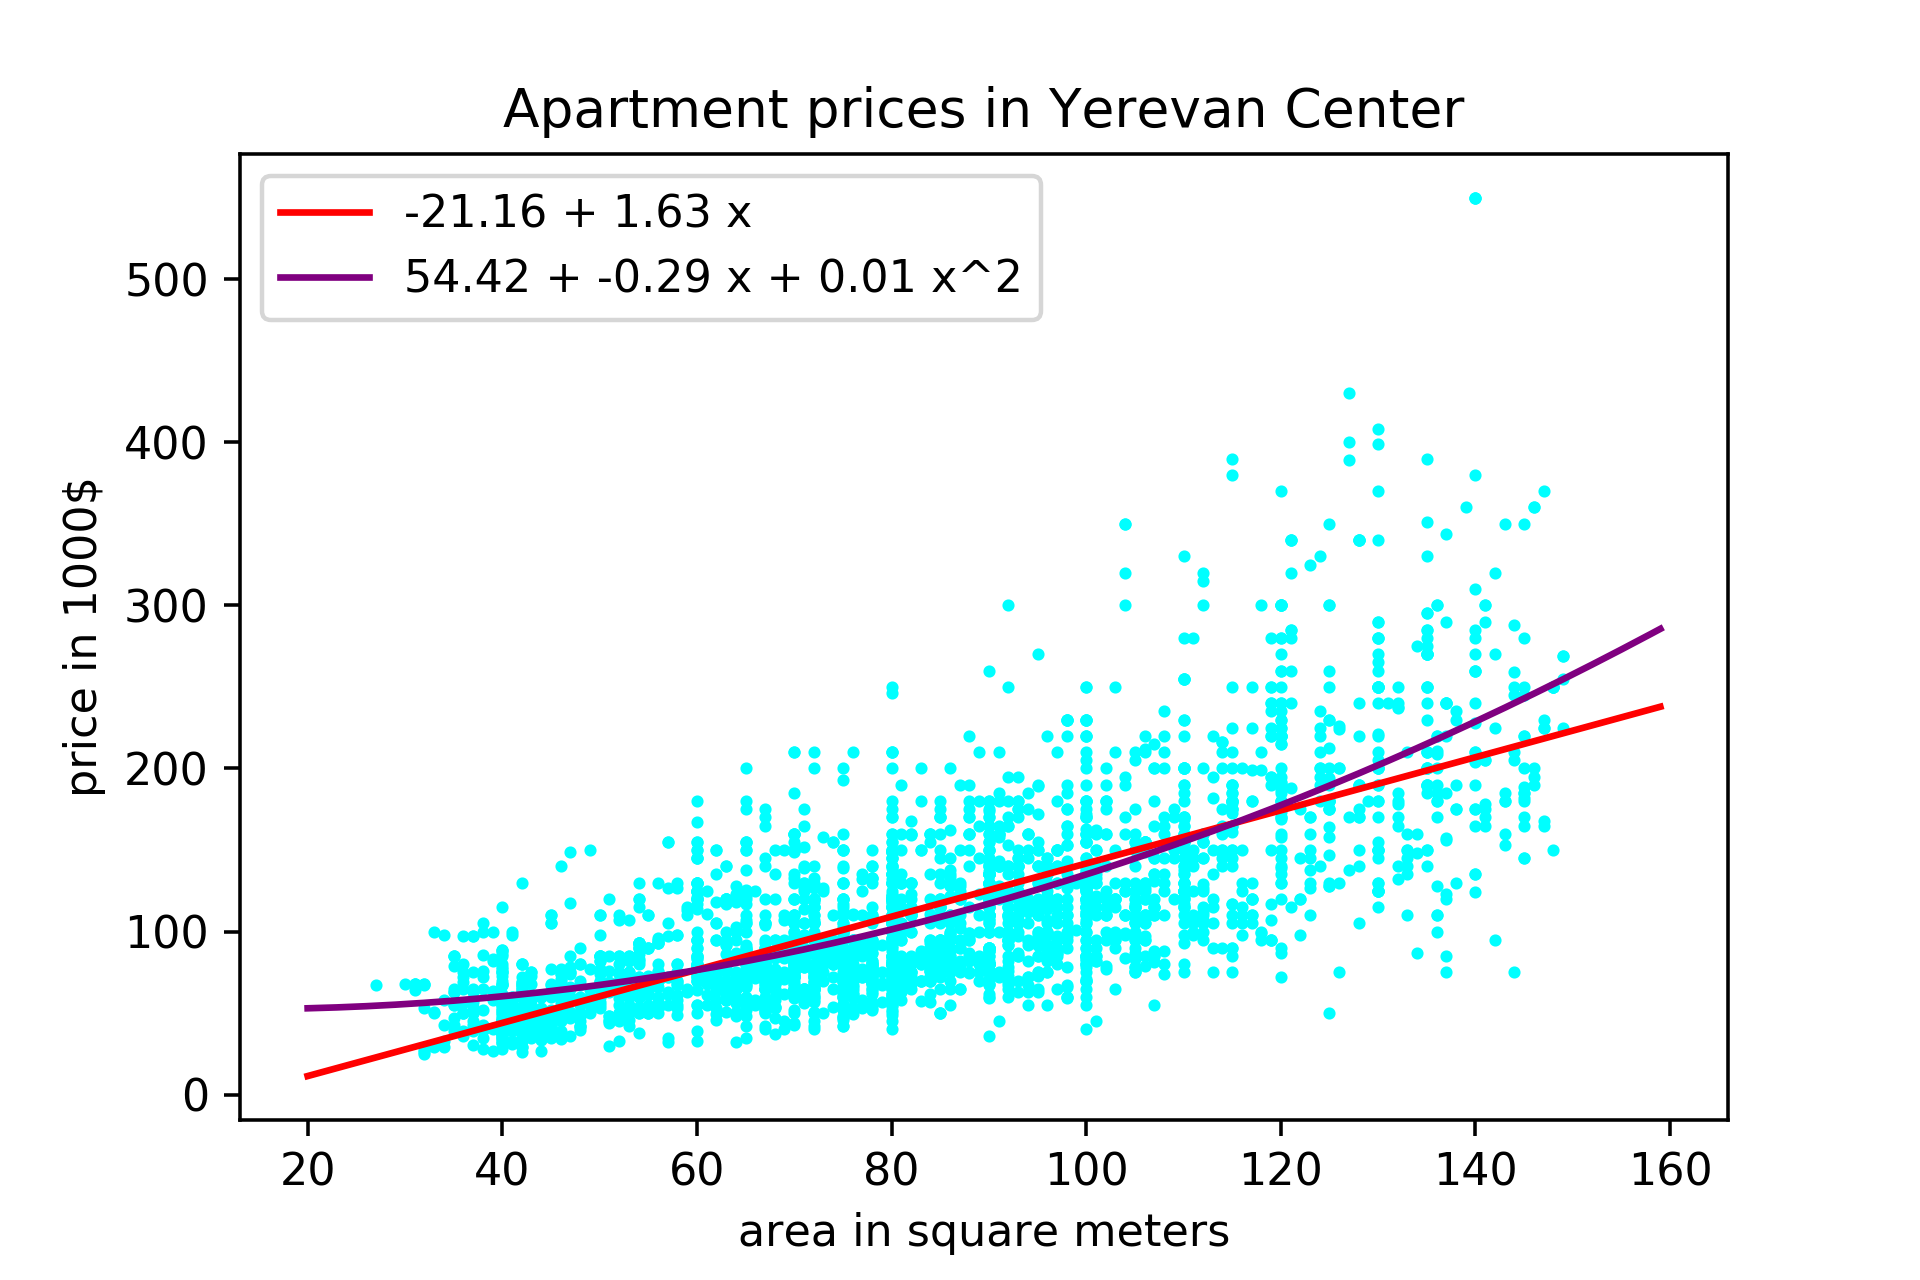 Apartment prices in Yerevan Center
-21.16 + 1.63 x
54.42 + -0.29 x + 0.01 x^2
price in 1000$
500
400
300
200
100
0
20 40 60 80 100 120 140 160
area in square meters